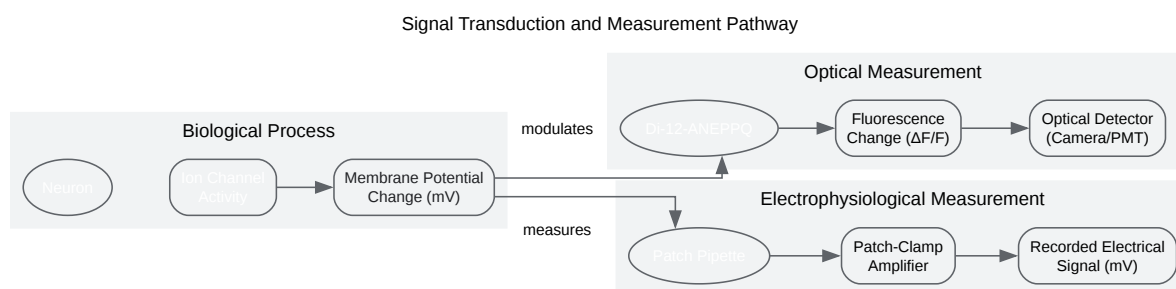 Signal Transduction and Measurement Pathway
Biological Process
Neuron
Ion Channel
Activity
Membrane Potential
Change (mV)
modulates
measures
Optical Measurement
Di-12-ANEPPQ
Fluorescence
Change (ΔF/F)
Optical Detector
(Camera/PMT)
Electrophysiological Measurement
Patch Pipette
Patch-Clamp
Amplifier
Recorded Electrical
Signal (mV)